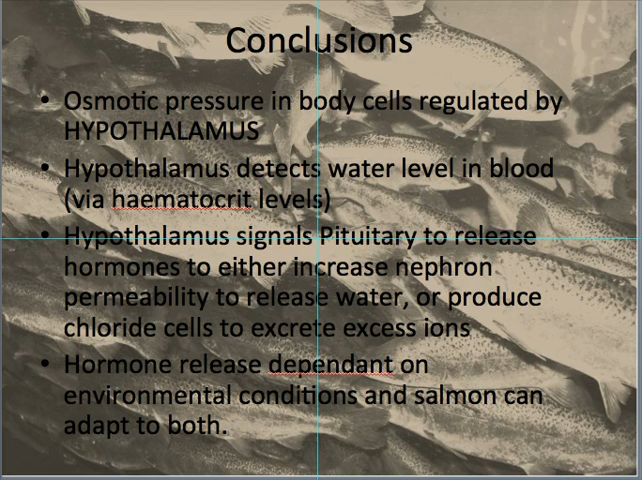 Conclusions
• Osmotic pressure in body cells regulated by
HYPOTHALAMUS
• Hypothalamus detects water level in blood
(via haematocrit levels)
• Hypothalamus signals Pituitary to release
hormones to either increase nephron
permeability to release water, or produce
chloride cells to excrete excess ions
• Hormone release dependant on
environmental conditions and salmon can
adapt to both.